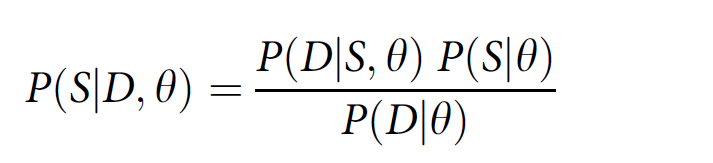 P(S|D, θ) = P(D|S, θ) P(S|θ) / P(D|θ)